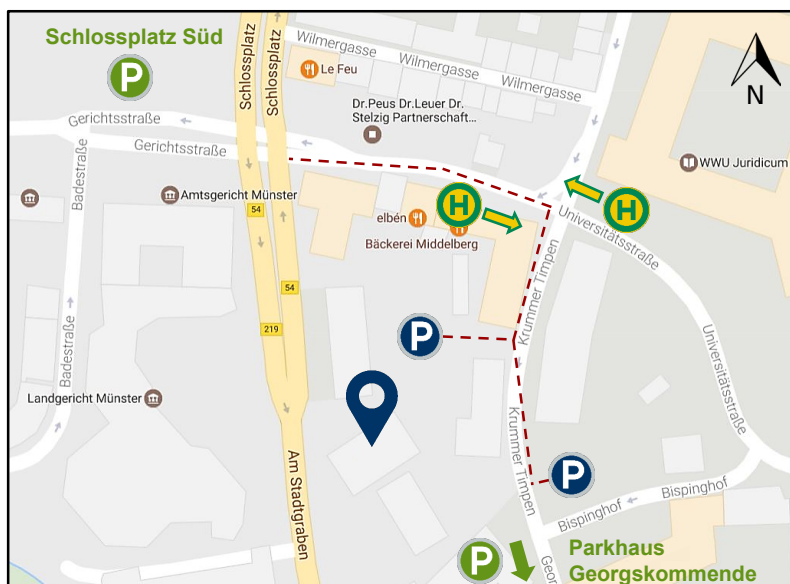 Schlossplatz Süd
P
Schlossplatz
Schlossplatz
Wilmergasse
Wilmergasse
Wilmergasse
Le Feu
N
Dr.Peus Dr.Leuer Dr.
Stelzig Partnerschaft...
Gerichtsstraße
Gerichtsstraße
WWU Juridicum
Badestraße
Amtsgericht Münster
54
H
H
elbén
Bäckerei Middelberg
Universitätsstraße
54
219
P
Krummer Timpen
Universitätsstraße
Badestraße
Landgericht Münster
Krummer Timpen
Am Stadtgraben
P
Bispinghof
Bispinghof
P
Parkhaus
Georgskommende
Geor